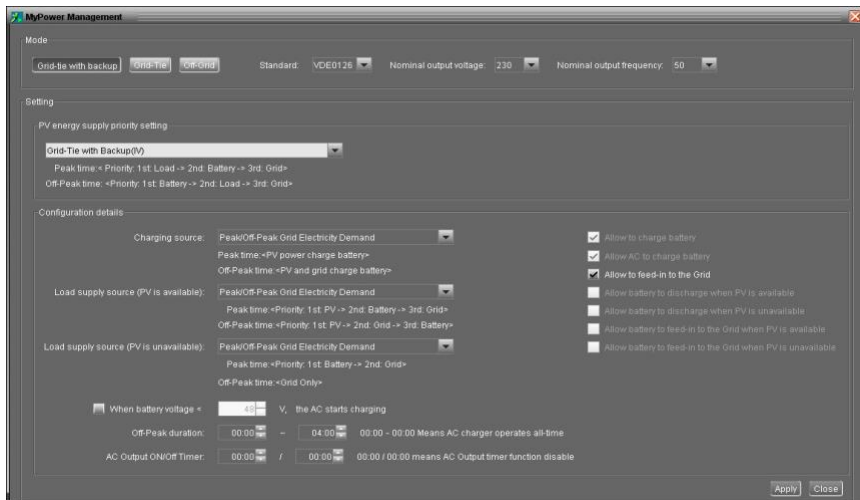 MyPower Management
Mode
Grid-tie with backup Grid-Tie Off-Grid Standard: VDE0126 Nominal output voltage: 230 Nominal output frequency: 50
Setting
PV energy supply priority setting
Grid-Tie with Backup(IV)
Peak time:< Priority: 1st: Load -> 2nd: Battery -> 3rd: Grid>
Off-Peak time: <Priority: 1st: Battery -> 2nd: Load -> 3rd: Grid>
Configuration details
Charging source: Peak/Off-Peak Grid Electricity Demand
Allow to charge battery
Peak time:<PV power charge battery>
Allow AC to charge battery
Off-Peak time:<PV and grid charge battery>
Allow to feed-in to the Grid
Load supply source (PV is available): Peak/Off-Peak Grid Electricity Demand
Allow battery to discharge when PV is available
Peak time:<Priority: 1st: PV -> 2nd: Battery -> 3rd: Grid>
Allow battery to discharge when PV is unavailable
Off-Peak time:<Priority: 1st: PV -> 2nd: Grid -> 3rd: Battery>
Allow battery to feed-in to the Grid when PV is available
Load supply source (PV is unavailable): Peak/Off-Peak Grid Electricity Demand
Allow battery to feed-in to the Grid when PV is unavailable
Peak time:<Priority: 1st: Battery -> 2nd: Grid>
Off-Peak time:<Grid Only>
When battery voltage < 48 V, the AC starts charging
Off-Peak duration: 00:00 ~ 04:00 00:00 ~ 00:00 Means AC charger operates all-time
AC Output ON/Off Timer: 00:00 / 00:00 00:00 / 00:00 means AC Output timer function disable
Apply Close